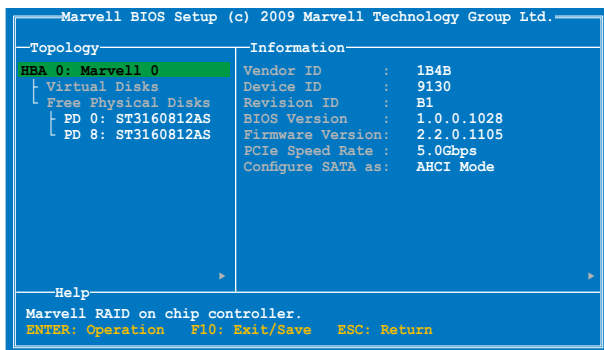 Marvell BIOS Setup (c) 2009 Marvell Technology Group Ltd.
Topology
HBA 0: Marvell 0
Virtual Disks
Free Physical Disks
PD 0: ST3160812AS
PD 8: ST3160812AS
Information
Vendor ID : 1B4B
Device ID : 9130
Revision ID : B1
BIOS Version : 1.0.0.1028
Firmware Version: 2.2.0.1105
PCIe Speed Rate : 5.0Gbps
Configure SATA as: AHCI Mode
Help
Marvell RAID on chip controller.
ENTER: Operation F10: Exit/Save ESC: Return